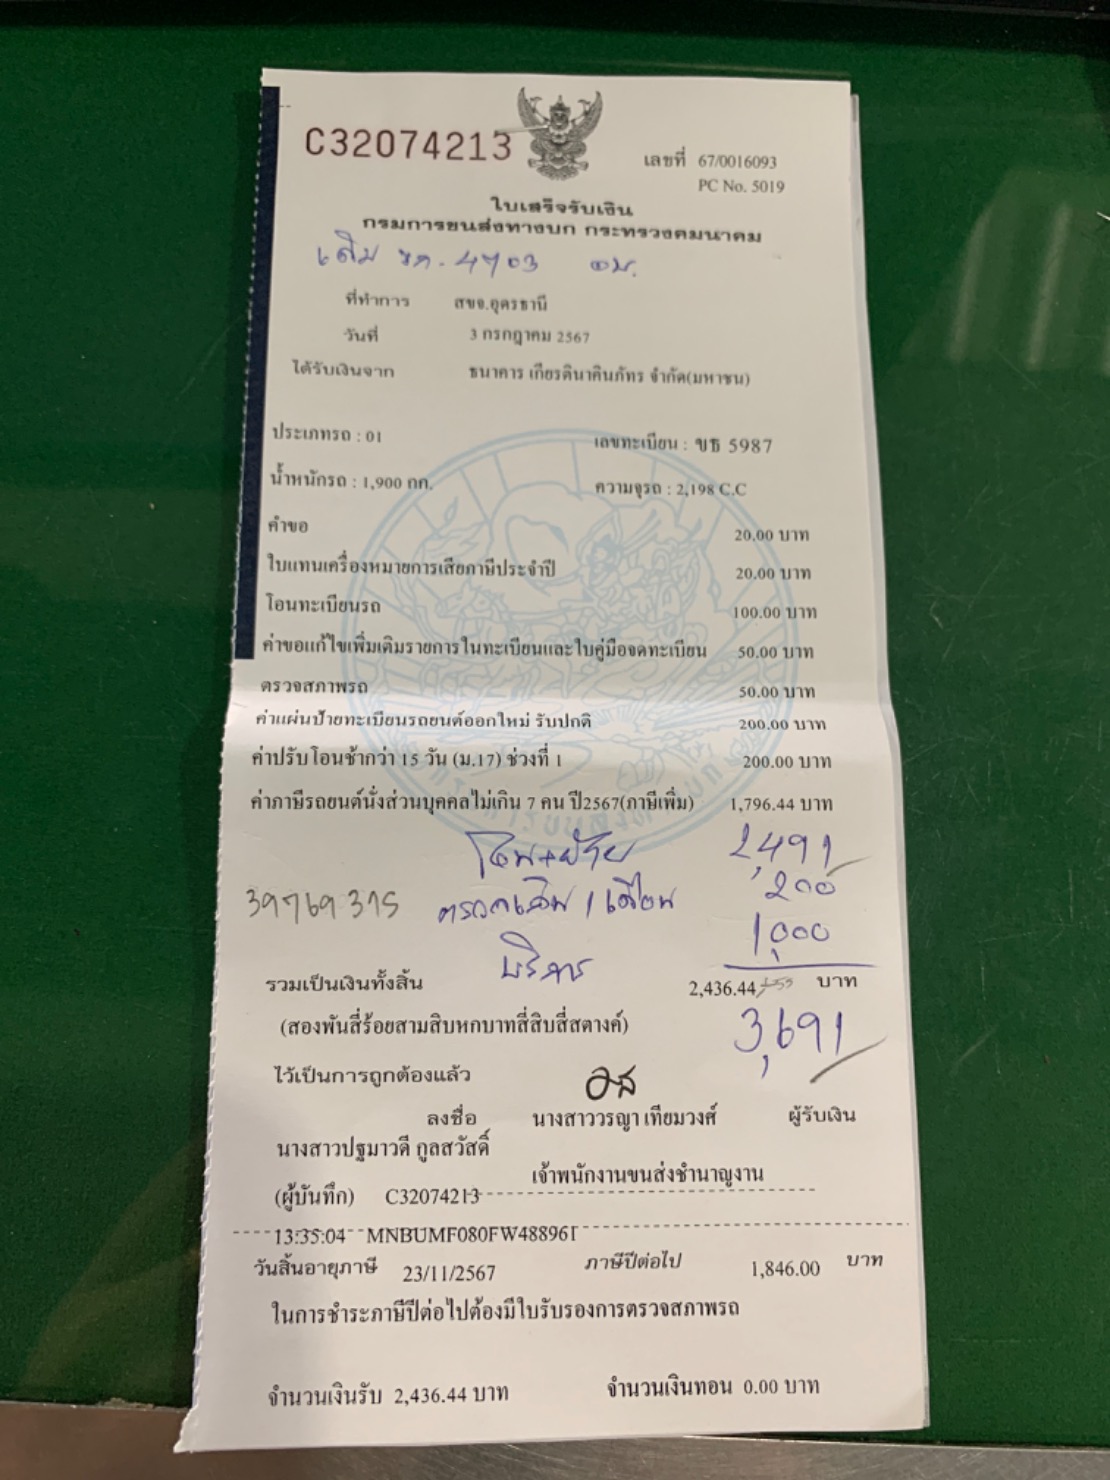 C32074213
เลขที่ 67/0016093
PC No. 5019
ใบเสร็จรับเงิน
กรมการขนส่งทางบก กระทรวงคมนาคม
เดิม 4703 อบ.
ที่ทำการ สขจ.อุดรธานี
วันที่ 3 กรกฎาคม 2567
ได้รับเงินจาก ธนาคาร เกียรตินาคินภัทร จำกัด(มหาชน)
ประเภทรถ : 01 เลขทะเบียน : ขธ 5987
น้ำหนักรถ : 1,900 กก. ความจุรถ : 2,198 C.C
คำขอ 20.00 บาท
ใบแทนเครื่องหมายการเสียภาษีประจำปี 20.00 บาท
โอนทะเบียนรถ 100.00 บาท
ค่าขอแก้ไขเพิ่มเติมรายการในทะเบียนและใบคู่มือจดทะเบียน 50.00 บาท
ตรวจสภาพรถ 50.00 บาท
ค่าแผ่นป้ายทะเบียนรถยนต์ออกใหม่ รับปกติ 200.00 บาท
ค่าปรับโอนช้ากว่า 15 วัน (ม.17) ช่วงที่ 1 200.00 บาท
ค่าภาษีรถยนต์นั่งส่วนบุคคลไม่เกิน 7 คน ปี2567(ภาษีเพิ่ม) 1,796.44 บาท
โอน+ย้าย 2,491
39769375 200
บริการ 1,000
รวมเป็นเงินทั้งสิ้น 2,436.44 +55 บาท
(สองพันสี่ร้อยสามสิบหกบาทสี่สิบสี่สตางค์) 3,691
ไว้เป็นการถูกต้องแล้ว
ลงชื่อ นางสาววรญา เทียมวงศ์ ผู้รับเงิน
นางสาวปฐมาวดี กูลสวัสดิ์
เจ้าพนักงานขนส่งชำนาญงาน
(ผู้บันทึก) C32074213
13:35:04 MNBUMF080FW488961
วันสิ้นอายุภาษี 23/11/2567 ภาษีปีต่อไป 1,846.00 บาท
ในการชำระภาษีปีต่อไปต้องมีใบรับรองการตรวจสภาพรถ
จำนวนเงินรับ 2,436.44 บาท จำนวนเงินทอน 0.00 บาท